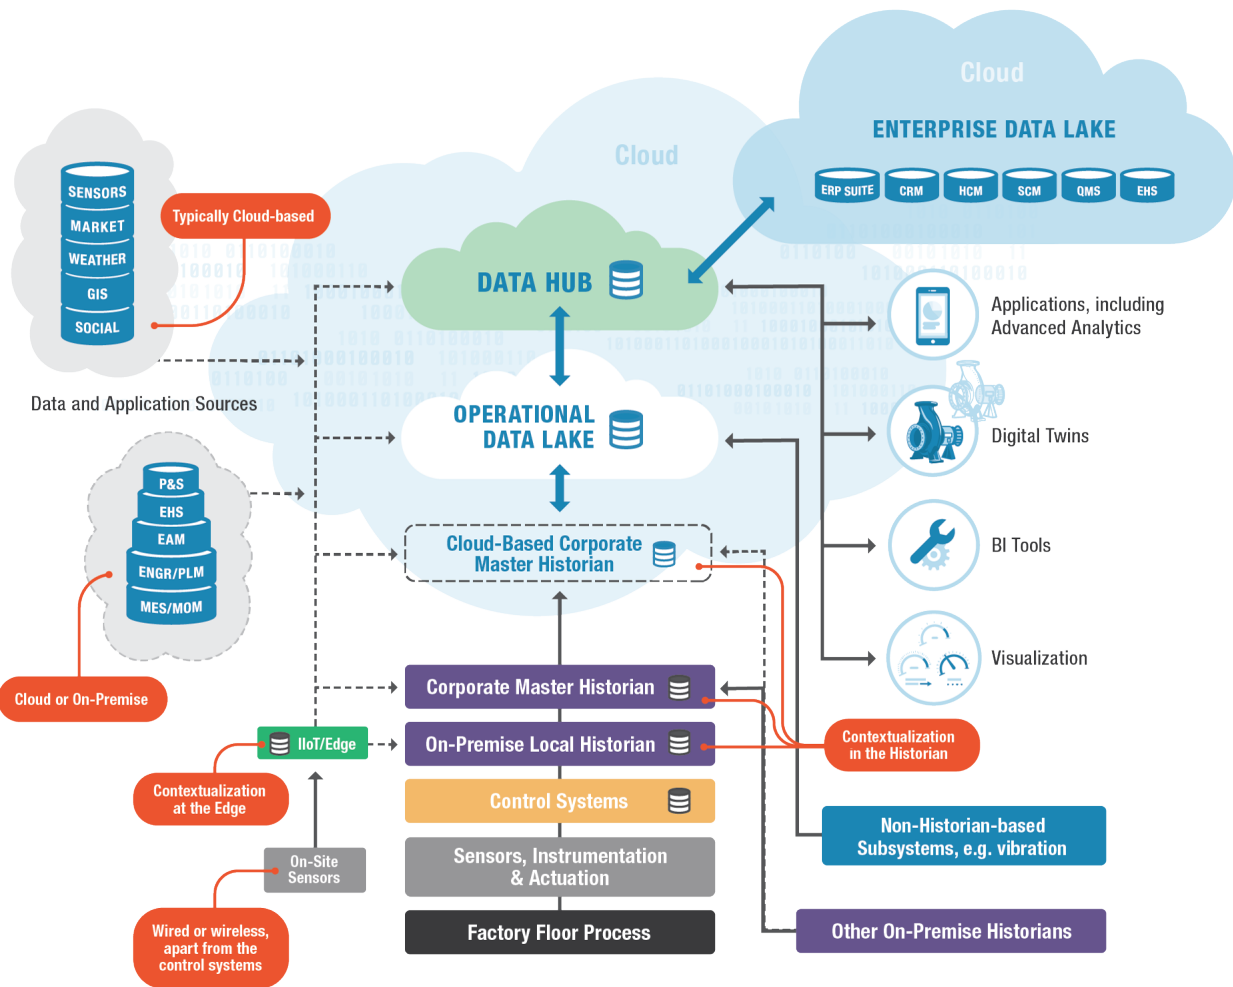 Cloud
ENTERPRISE DATA LAKE
ERP SUITE
CRM
HCM
SCM
QMS
EHS
Cloud
SENSORS
MARKET
WEATHER
GIS
SOCIAL
Typically Cloud-based
Data and Application Sources
DATA HUB
OPERATIONAL
DATA LAKE
Applications, including
Advanced Analytics
Digital Twins
BI Tools
Visualization
P&S
EHS
EAM
ENGR/PLM
MES/MOM
Cloud or On-Premise
Cloud-Based Corporate
Master Historian
Corporate Master Historian
On-Premise Local Historian
IIoT/Edge
Contextualization
at the Edge
Contextualization
in the Historian
Control Systems
Sensors, Instrumentation
& Actuation
Factory Floor Process
On-Site
Sensors
Wired or wireless,
apart from the
control systems
Non-Historian-based
Subsystems, e.g. vibration
Other On-Premise Historians